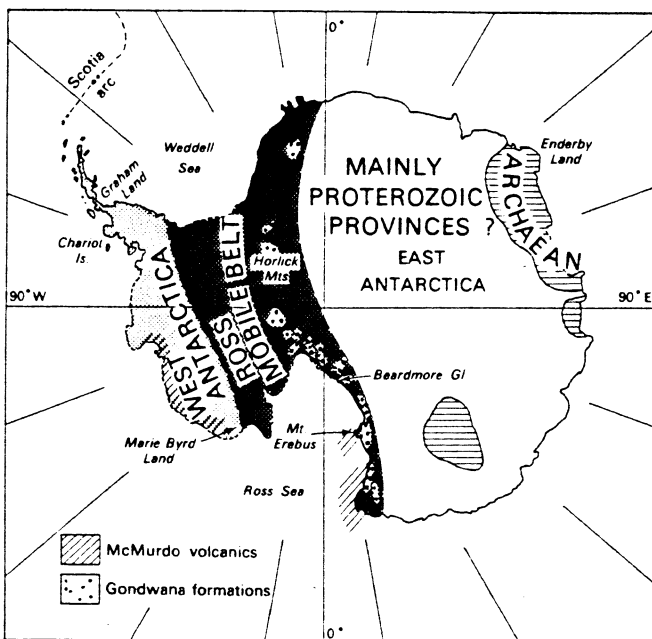 0°
Scotia
arc
Weddell
Sea
Enderby
Land
Graham
Land
MAINLY
PROTEROZOIC
PROVINCES ?
EAST
ANTARCTICA
ARCHAEAN
Chariot
Is.
Horlick
Mts
90°W
90°E
WEST
ANTARCTICA
ROSS
MOBILE BELT
Beardmore Gl
Mt
Erebus
Marie Byrd
Land
Ross Sea
McMurdo volcanics
Gondwana formations
0°